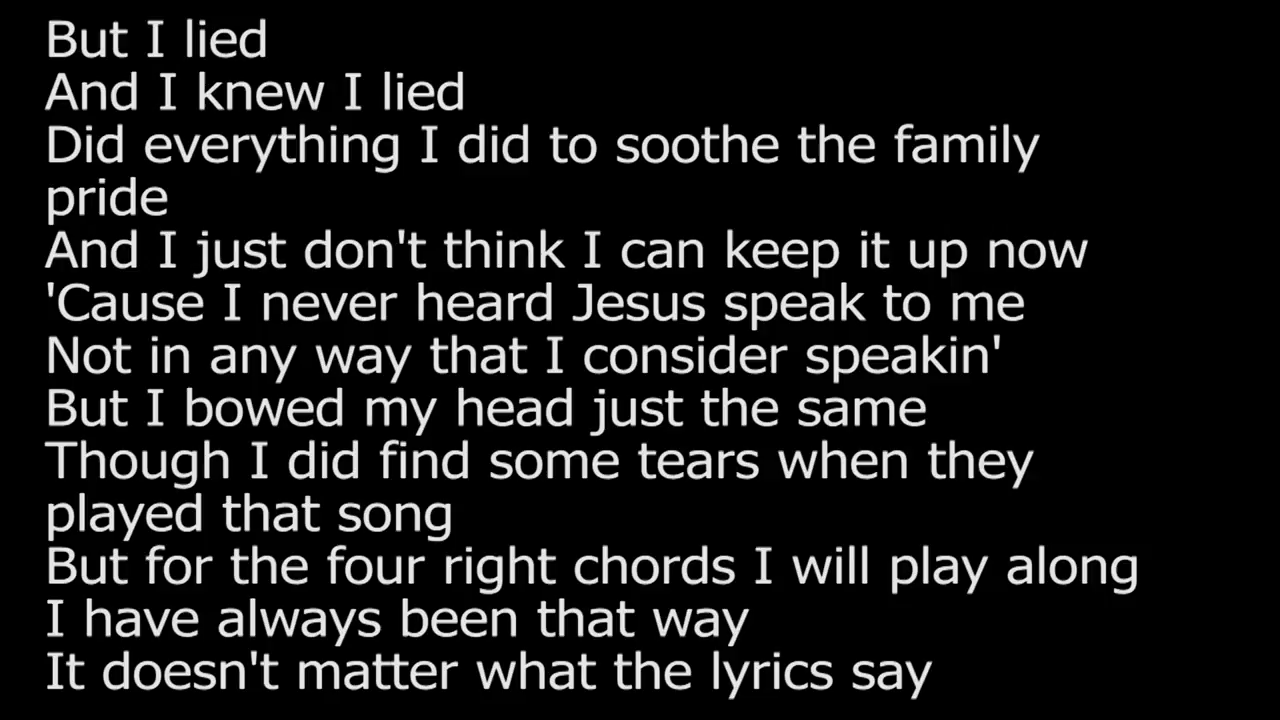 But I lied
And I knew I lied
Did everything I did to soothe the family
pride
And I just don't think I can keep it up now
'Cause I never heard Jesus speak to me
Not in any way that I consider speakin'
But I bowed my head just the same
Though I did find some tears when they
played that song
But for the four right chords I will play along
I have always been that way
It doesn't matter what the lyrics say